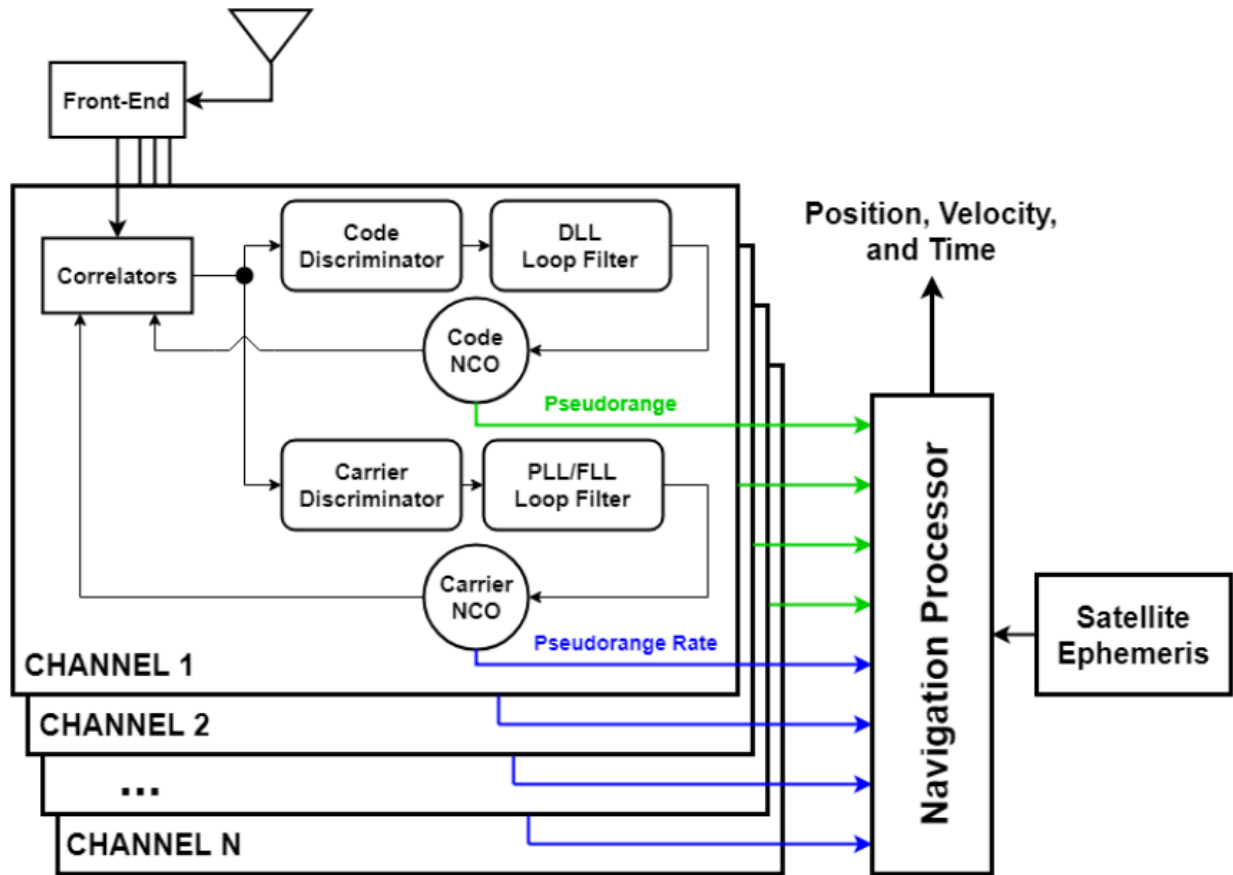 Front-End
Correlators
Code
Discriminator
DLL
Loop Filter
Code
NCO
Pseudorange
Carrier
Discriminator
PLL/FLL
Loop Filter
Carrier
NCO
Pseudorange Rate
CHANNEL 1
CHANNEL 2
...
CHANNEL N
Position, Velocity,
and Time
Navigation Processor
Satellite
Ephemeris